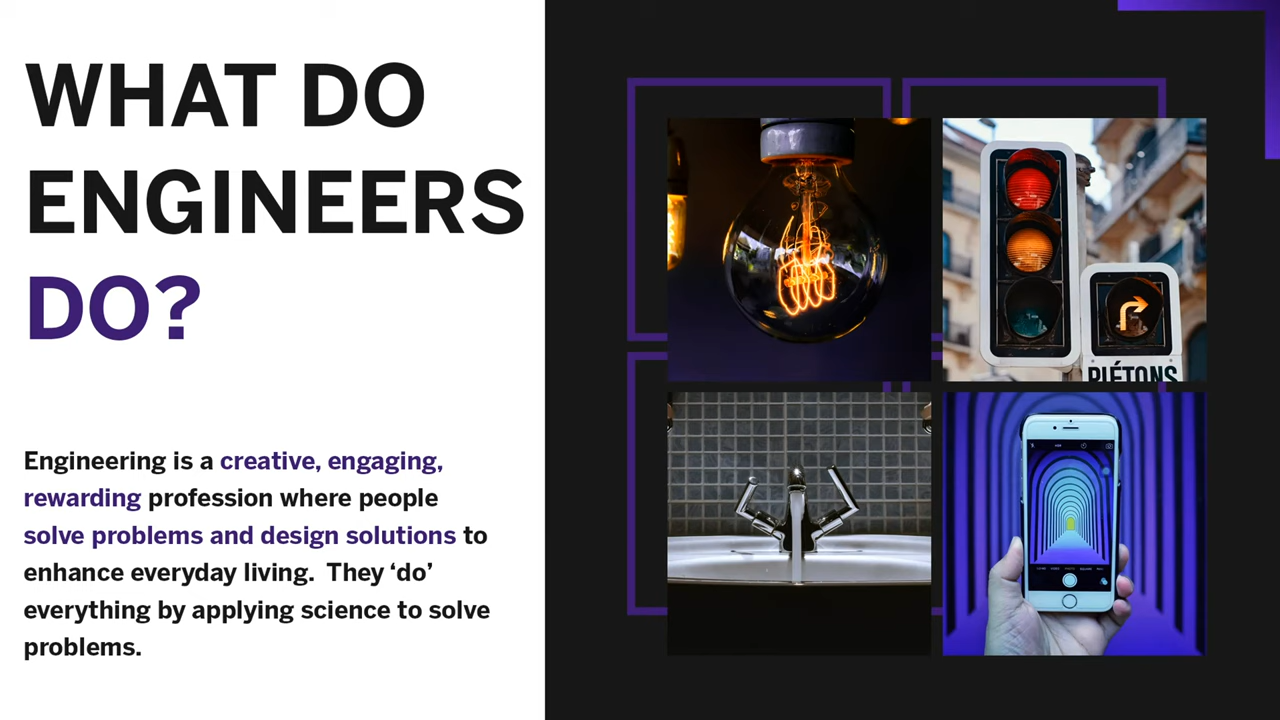 WHAT DO
ENGINEERS
DO?
Engineering is a creative, engaging,
rewarding profession where people
solve problems and design solutions to
enhance everyday living.  They ‘do’
everything by applying science to solve
problems.
PIÉTONS